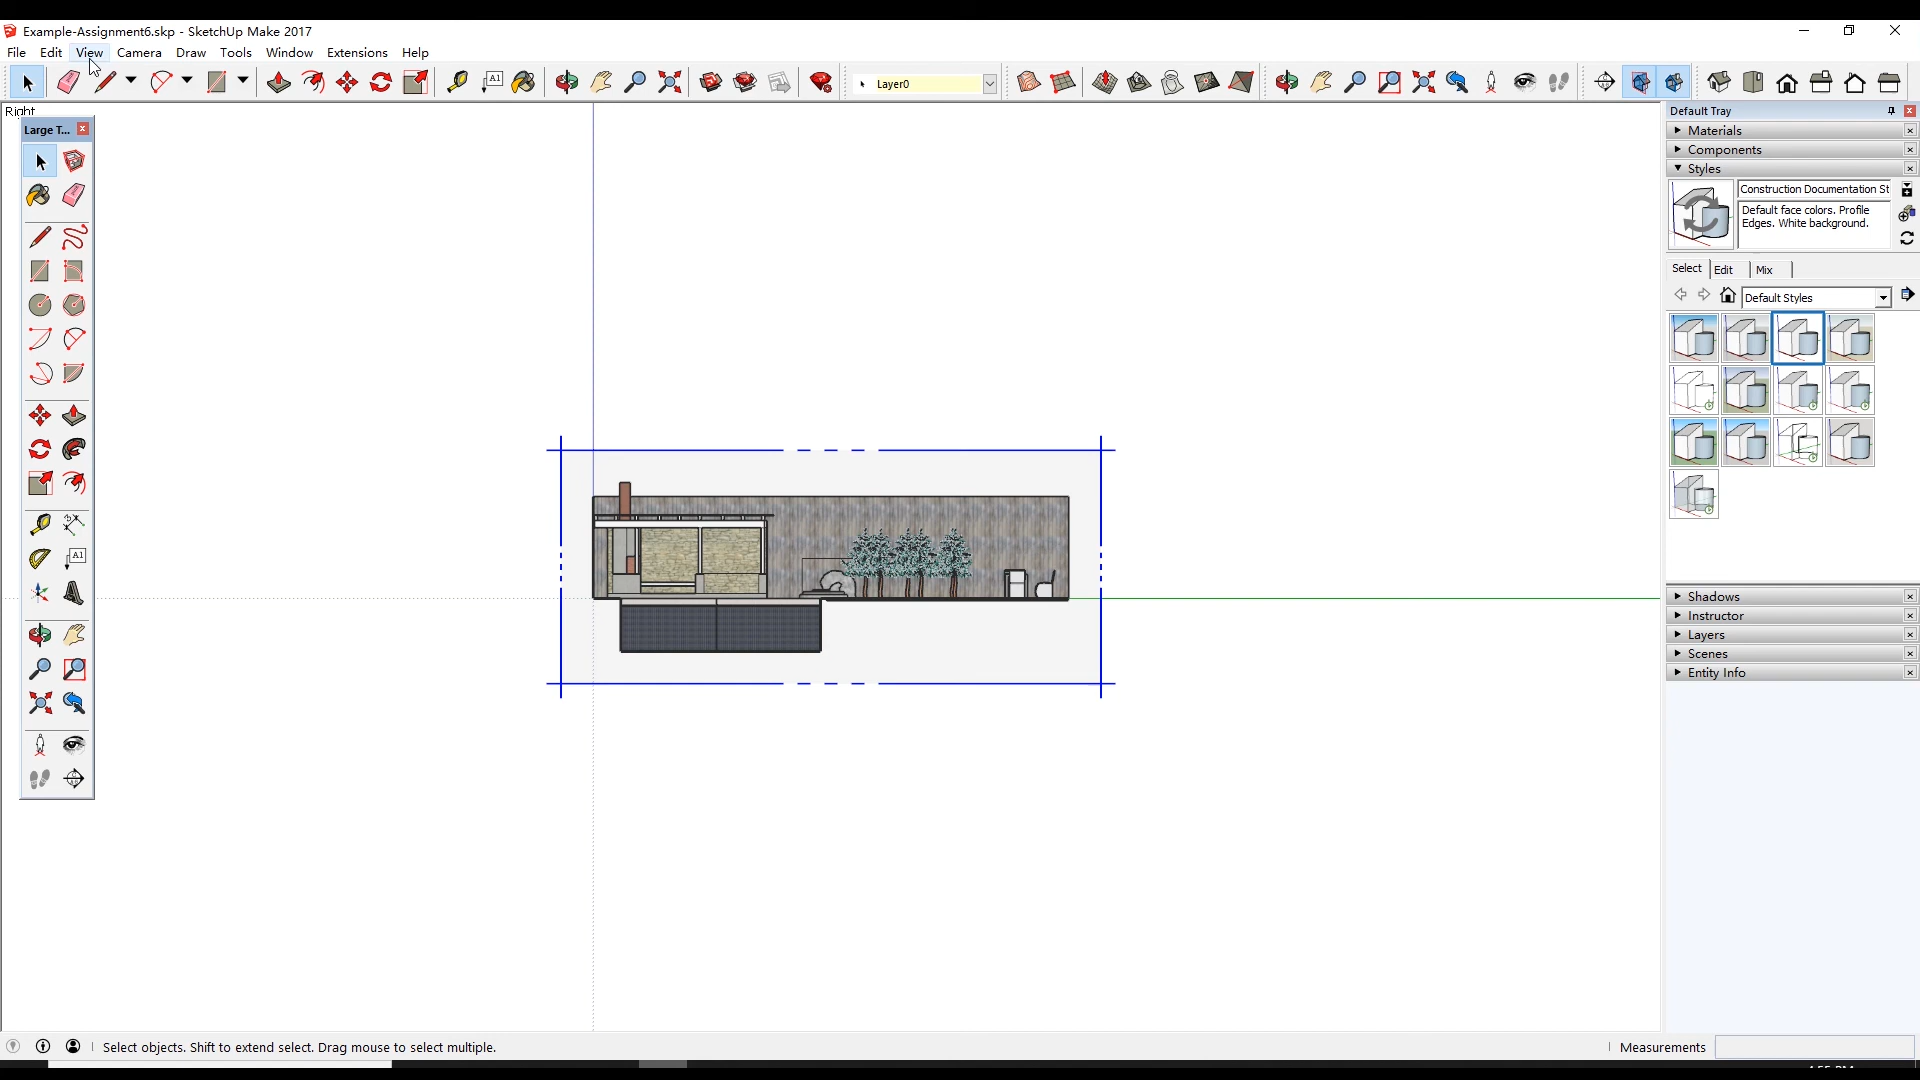 Example-Assignment6.skp - SketchUp Make 2017
File Edit View Camera Draw Tools Window Extensions Help
A1
Layer0
Right
Large T...
A1
Default Tray
Materials
Components
Styles
Construction Documentation St
Default face colors. Profile
Edges. White background.
Select Edit Mix
Default Styles
Shadows
Instructor
Layers
Scenes
Entity Info
Select objects. Shift to extend select. Drag mouse to select multiple.
Measurements